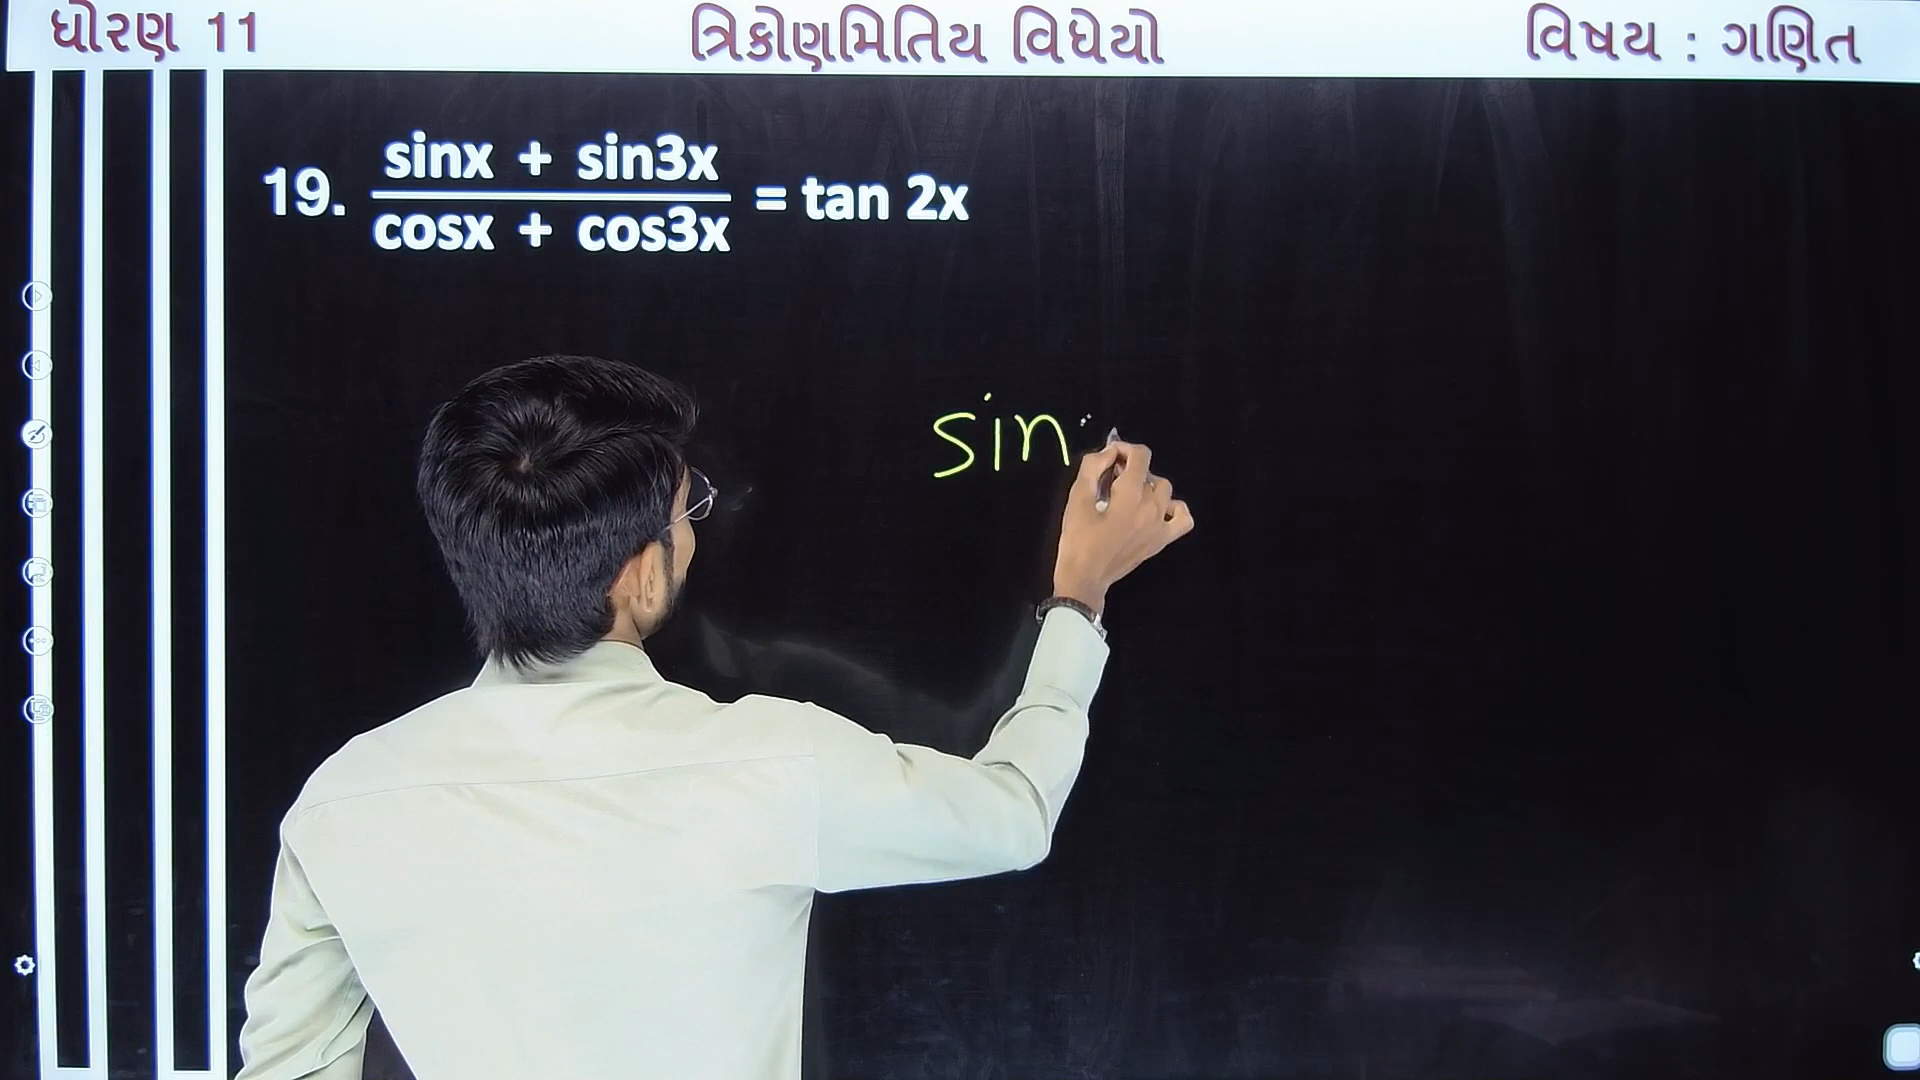 ધોરણ 11
ત્રિકોણમિતિય વિધેયો
વિષય : ગણિત
19. sinx + sin3x / cosx + cos3x = tan 2x
sin